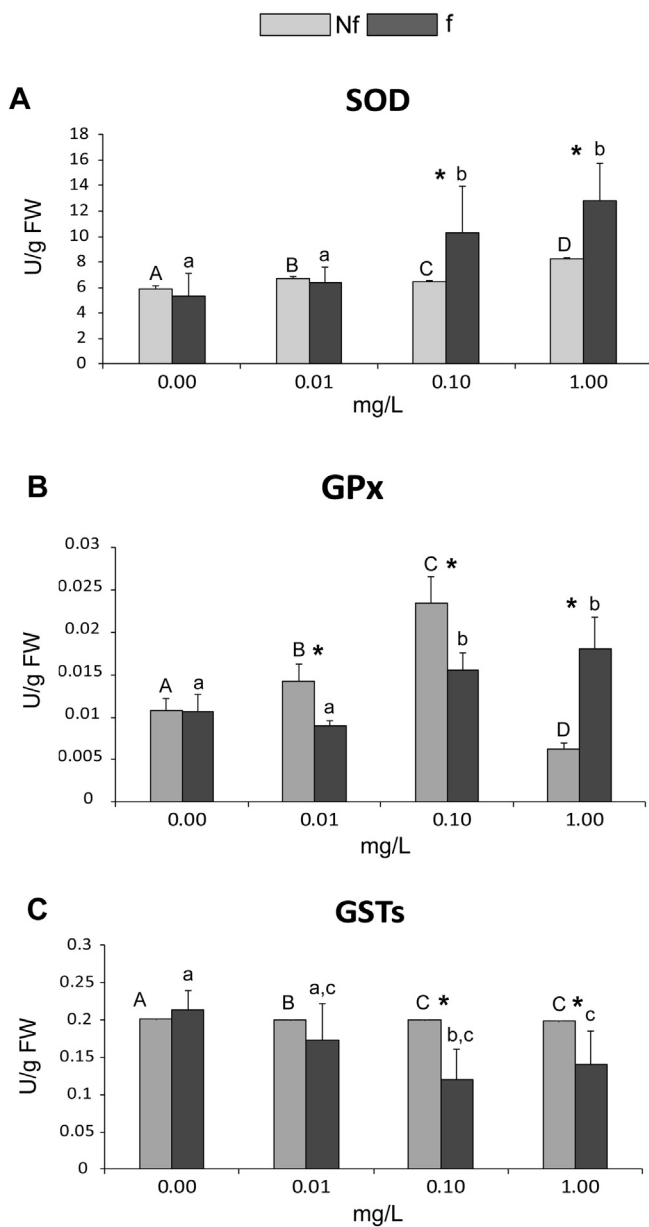 Nf f
A SOD
U/g FW
18
16
14
12
10
8
6
4
2
0
A a B a C * b D * b
0.00 0.01 0.10 1.00
mg/L
B GPx
U/g FW
0.03
0.025
0.02
0.015
0.01
0.005
0
A a B * a C * b D * b
0.00 0.01 0.10 1.00
mg/L
C GSTs
U/g FW
0.3
0.25
0.2
0.15
0.1
0.05
0
A a B a,c C * b,c C * c
0.00 0.01 0.10 1.00
mg/L